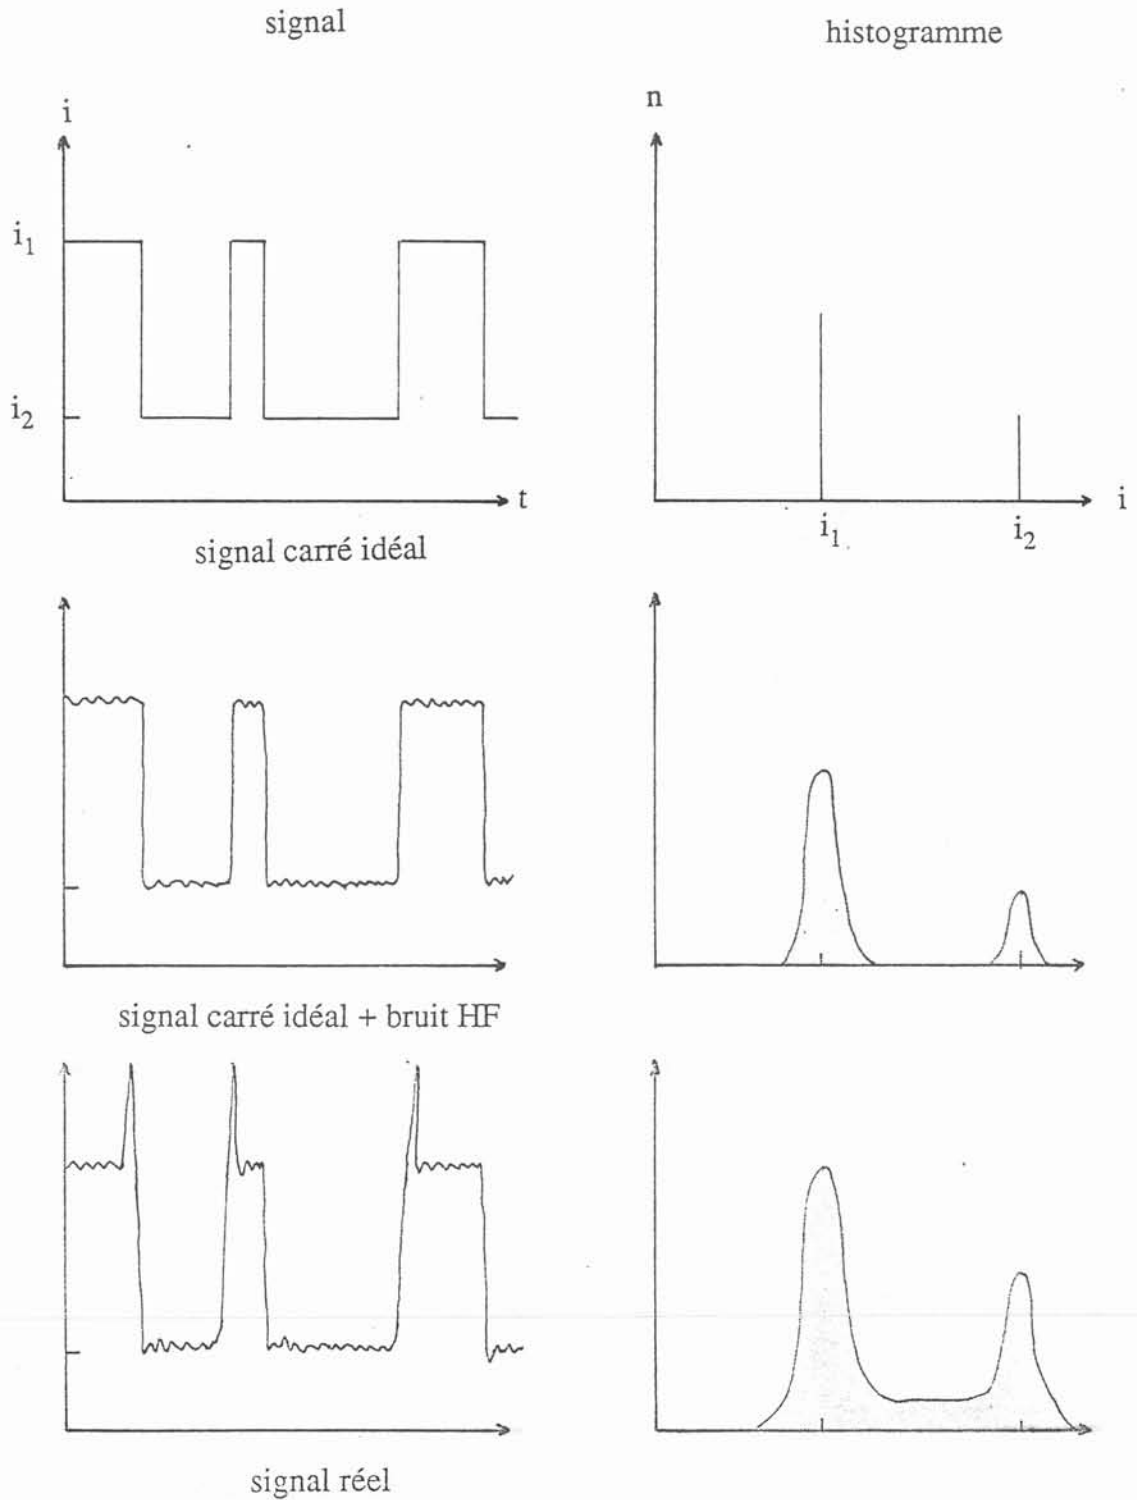 signal
histogramme
i
n
i₁
i₂
t
i
i₁
i₂
signal carré idéal
signal carré idéal + bruit HF
signal réel